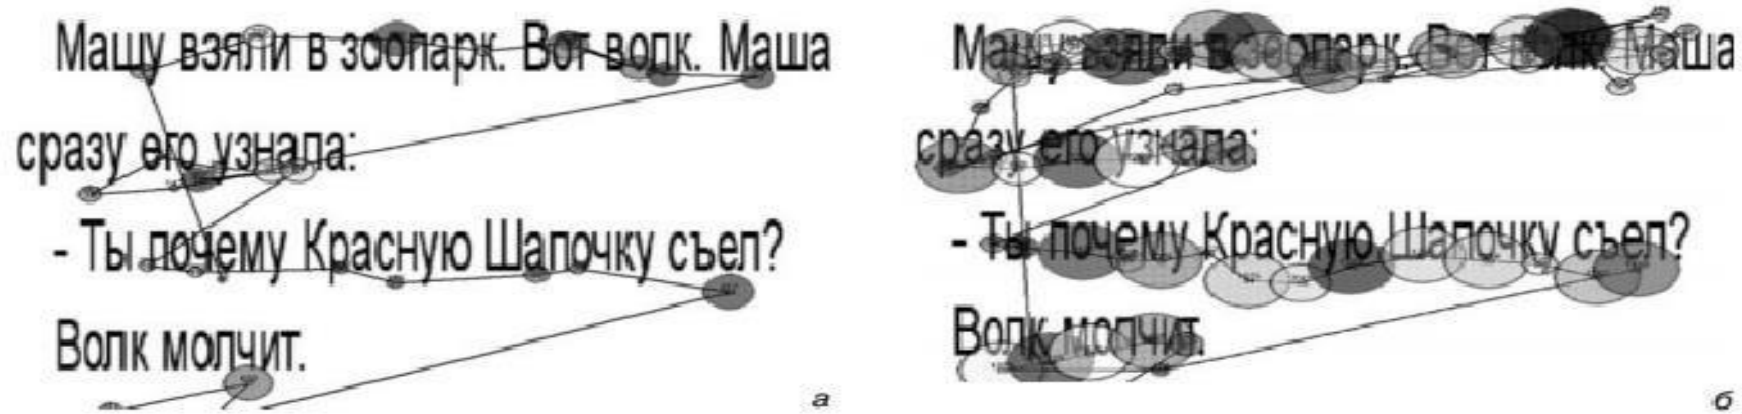 Машу взяли в зоопарк. Вот волк. Маша
сразу его узнала:
- Ты почему Красную Шапочку съел?
Волк молчит.
а
Машу взяли в зоопарк. Вот волк. Маша
сразу его узнала:
- Ты почему Красную Шапочку съел?
Волк молчит.
б